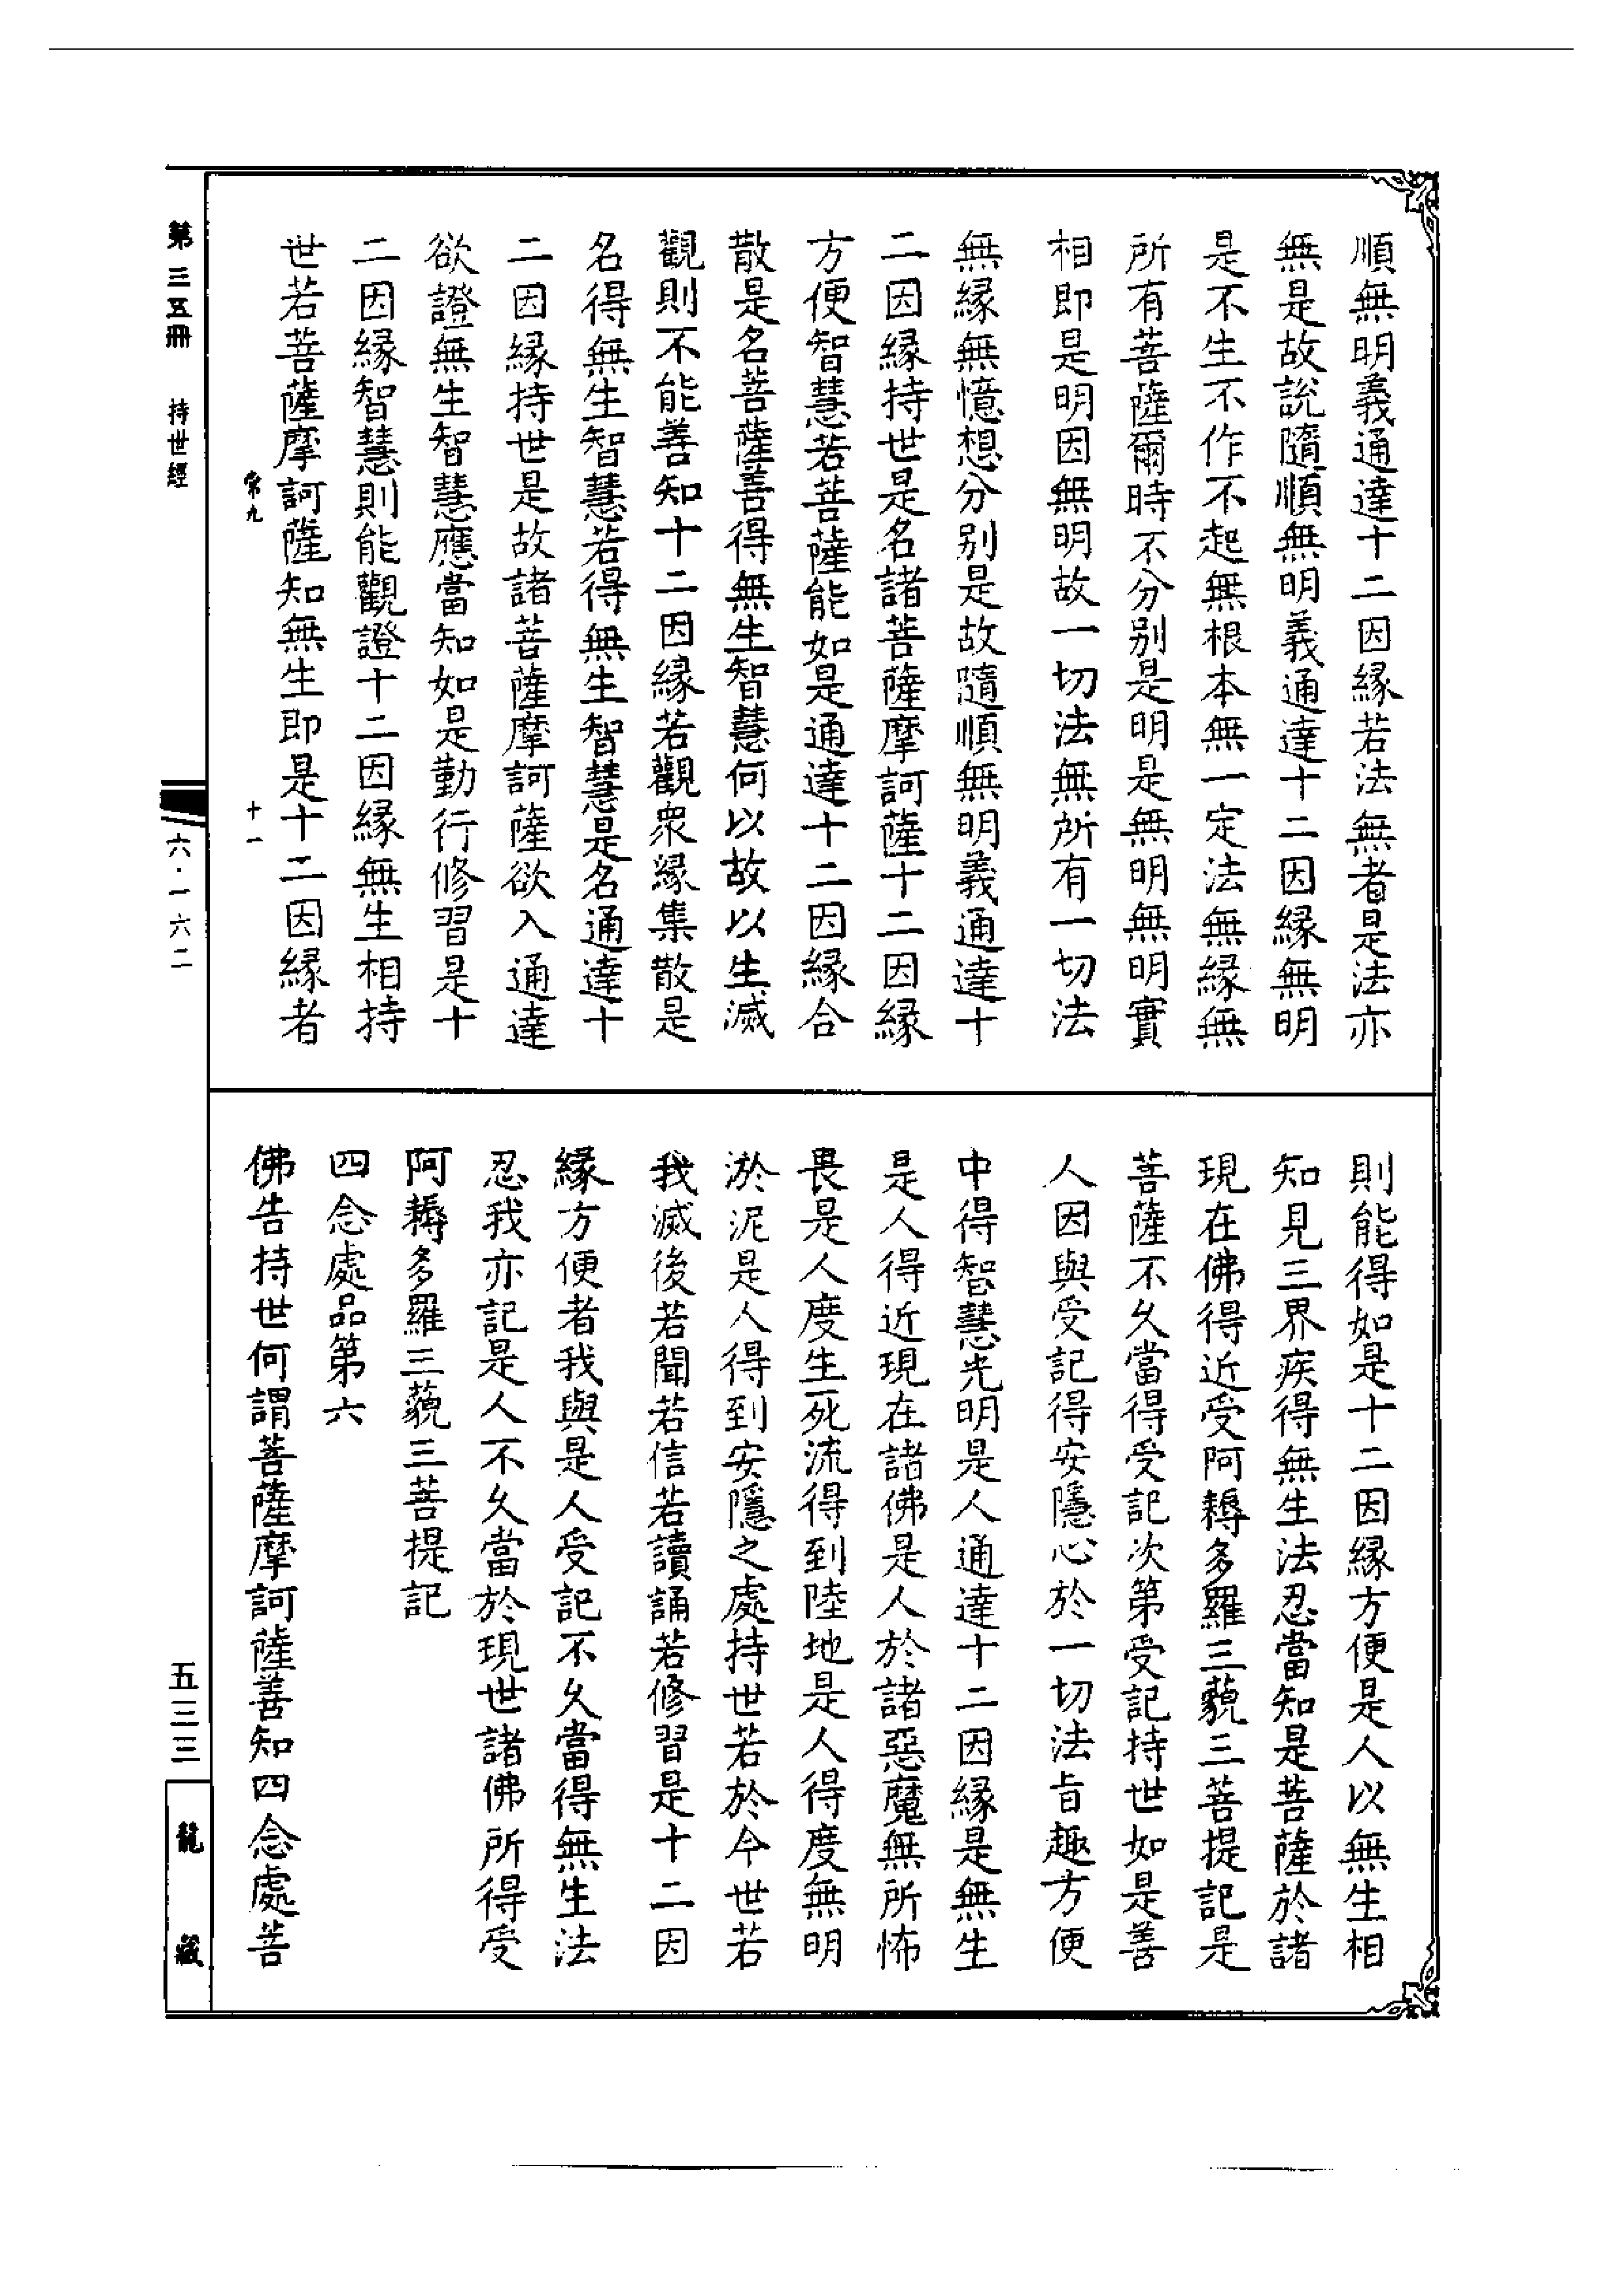 順無明義通達十二因縁若法無者是法亦
無是故說隨順無明義通達十二因縁無明
是不生不作不起無根本無一定法無縁無
所有菩薩爾時不分別是明是無明無明實
相即是明因無明故一切法無所有一切法
無縁無憶想分別是故隨順無明義通達十
二因縁持世是名諸菩薩摩訶薩十二因縁
方便智慧若菩薩能如是通達十二因縁合
散是名菩薩善得無生智慧何以故以生滅
觀則不能善知十二因縁若觀衆縁集散是
名得無生智慧若得無生智慧是名通達十
二因縁持世是故諸菩薩摩訶薩欲入通達
欲證無生智慧應當知如是勤行修習是十
二因縁智慧則能觀證十二因縁無生相持
世若菩薩摩訶薩知無生即是十二因縁者
常九 十一
則能得如是十二因縁方便是人以無生相
知見三界疾得無生法忍當知是菩薩於諸
現在佛得近受阿耨多羅三藐三菩提記是
菩薩不久當得受記次第受記持世如是善
人因與受記得安隱心於一切法旨趣方便
中得智慧光明是人通達十二因縁是無生
是人得近現在諸佛是人於諸惡魔無所怖
畏是人度生死流得到陸地是人得度無明
淤泥是人得到安隱之處持世若於今世若
我滅後若聞若信若讀誦若修習是十二因
縁方便者我與是人受記不久當得無生法
忍我亦記是人不久當於現世諸佛所得受
阿耨多羅三藐三菩提記
四念處品第六
佛告持世何謂菩薩摩訶薩善知四念處菩
第三五冊 持世經
六·一六二
五三三
龍藏